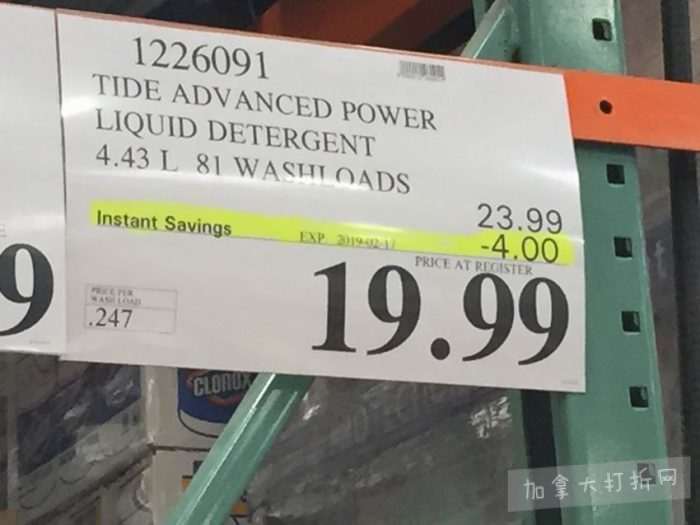 1226091
TIDE ADVANCED POWER
LIQUID DETERGENT
4.43 L 81 WASHLOADS
23.99
Instant Savings EXP. 2019-02-17 -4.00
PRICE AT REGISTER
19.99
PRICE PER
WASH LOAD
.247
9
CLOROX
加拿大打折网